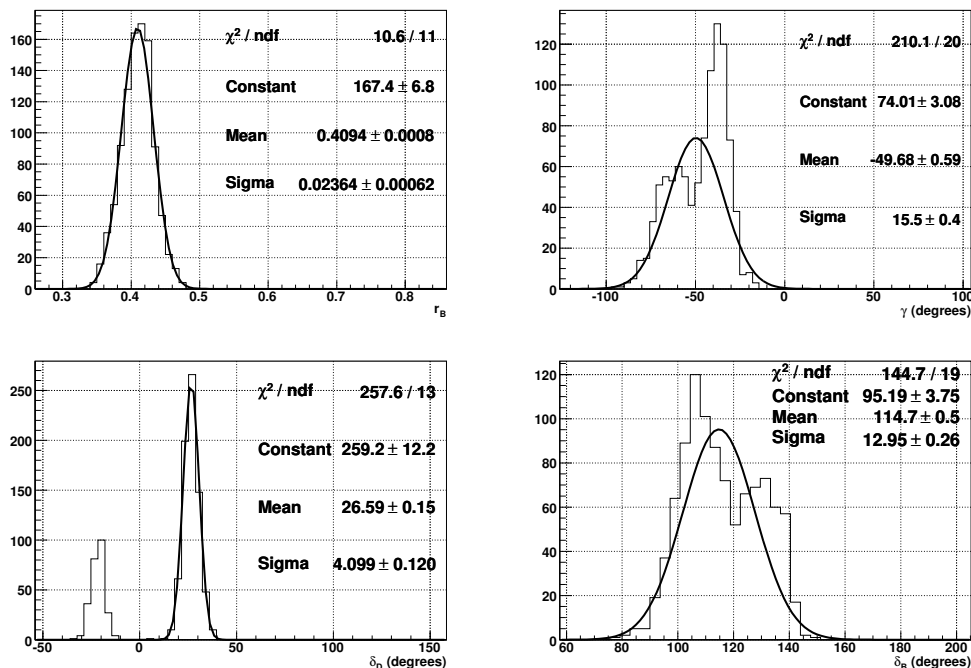 χ² / ndf 10.6 / 11
Constant 167.4 ± 6.8
Mean 0.4094 ± 0.0008
Sigma 0.02364 ± 0.00062
160
140
120
100
80
60
40
20
0
0.3 0.4 0.5 0.6 0.7 0.8
r_B
χ² / ndf 210.1 / 20
Constant 74.01 ± 3.08
Mean -49.68 ± 0.59
Sigma 15.5 ± 0.4
120
100
80
60
40
20
0
-100 -50 0 50 100
γ (degrees)
χ² / ndf 257.6 / 13
Constant 259.2 ± 12.2
Mean 26.59 ± 0.15
Sigma 4.099 ± 0.120
250
200
150
100
50
0
-50 0 50 100 150
δ_D (degrees)
χ² / ndf 144.7 / 19
Constant 95.19 ± 3.75
Mean 114.7 ± 0.5
Sigma 12.95 ± 0.26
120
100
80
60
40
20
0
60 80 100 120 140 160 180 200
δ_B (degrees)